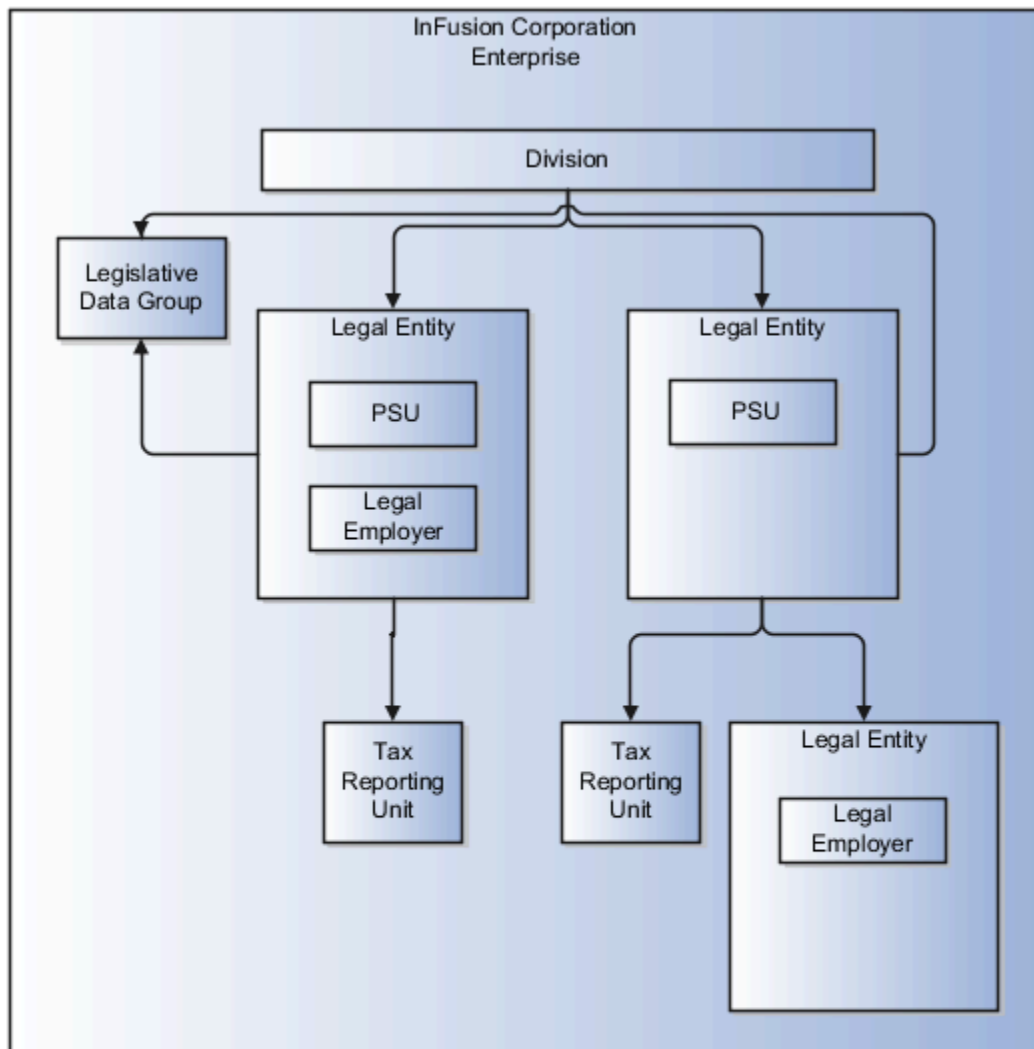 InFusion Corporation
Enterprise
Division
Legislative
Data Group
Legal Entity
PSU
Legal
Employer
Legal Entity
PSU
Tax
Reporting
Unit
Tax
Reporting
Unit
Legal Entity
Legal
Employer